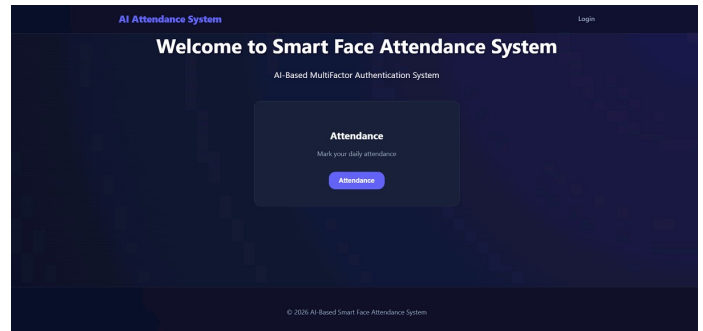 AI Attendance System
Login
Welcome to Smart Face Attendance System
AI-Based MultiFactor Authentication System
Attendance
Mark your daily attendance
Attendance
© 2026 AI-Based Smart Face Attendance System